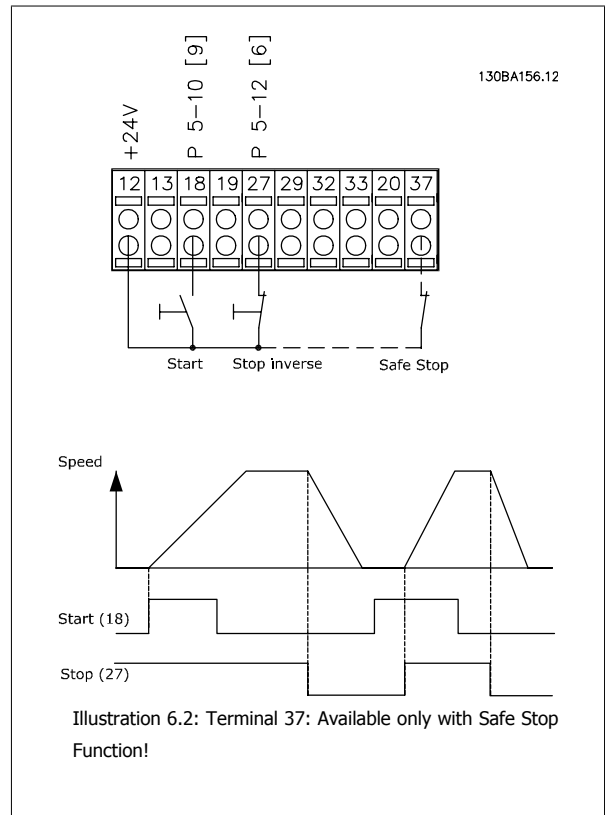 130BA156.12
+24V
P 5-10 [9]
P 5-12 [6]
12 13 18 19 27 29 32 33 20 37
Start Stop inverse Safe Stop
Speed
Start (18)
Stop (27)
Illustration 6.2: Terminal 37: Available only with Safe Stop
Function!